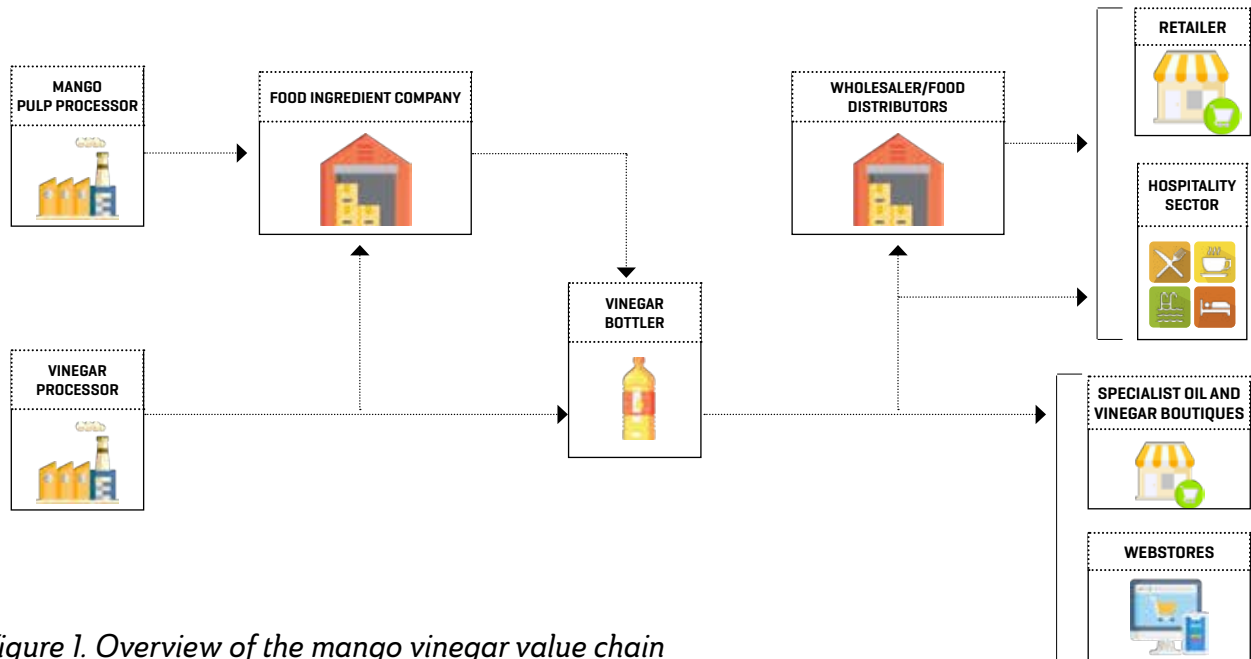 RETAILER
MANGO
PULP PROCESSOR
FOOD INGREDIENT COMPANY
WHOLESALER/FOOD
DISTRIBUTORS
HOSPITALITY
SECTOR
VINEGAR
BOTTLER
VINEGAR
PROCESSOR
SPECIALIST OIL AND
VINEGAR BOUTIQUES
WEBSTORES
igure 1. Overview of the mango vinegar value chain